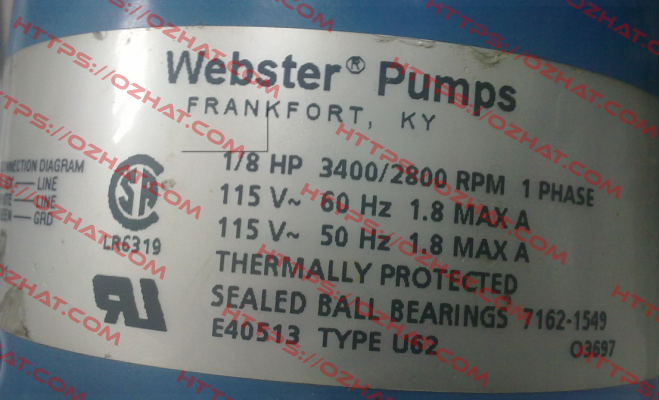 Webster® Pumps
FRANKFORT, KY
1/8 HP 3400/2800 RPM 1 PHASE
115 V~ 60 Hz 1.8 MAX A
115 V~ 50 Hz 1.8 MAX A
THERMALLY PROTECTED
SEALED BALL BEARINGS 7162-1549
E40513 TYPE U62 03697
DIAGRAM
LINE
LINE
GRD
LR6319
HTTPS://OZHAT.COM